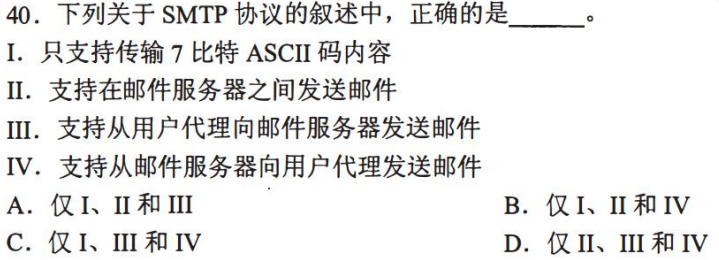 40. 下列关于 SMTP 协议的叙述中，正确的是______。
I. 只支持传输 7 比特 ASCII 码内容
II. 支持在邮件服务器之间发送邮件
III. 支持从用户代理向邮件服务器发送邮件
IV. 支持从邮件服务器向用户代理发送邮件
A. 仅 I、II 和 III B. 仅 I、II 和 IV
C. 仅 I、III 和 IV D. 仅 II、III 和 IV